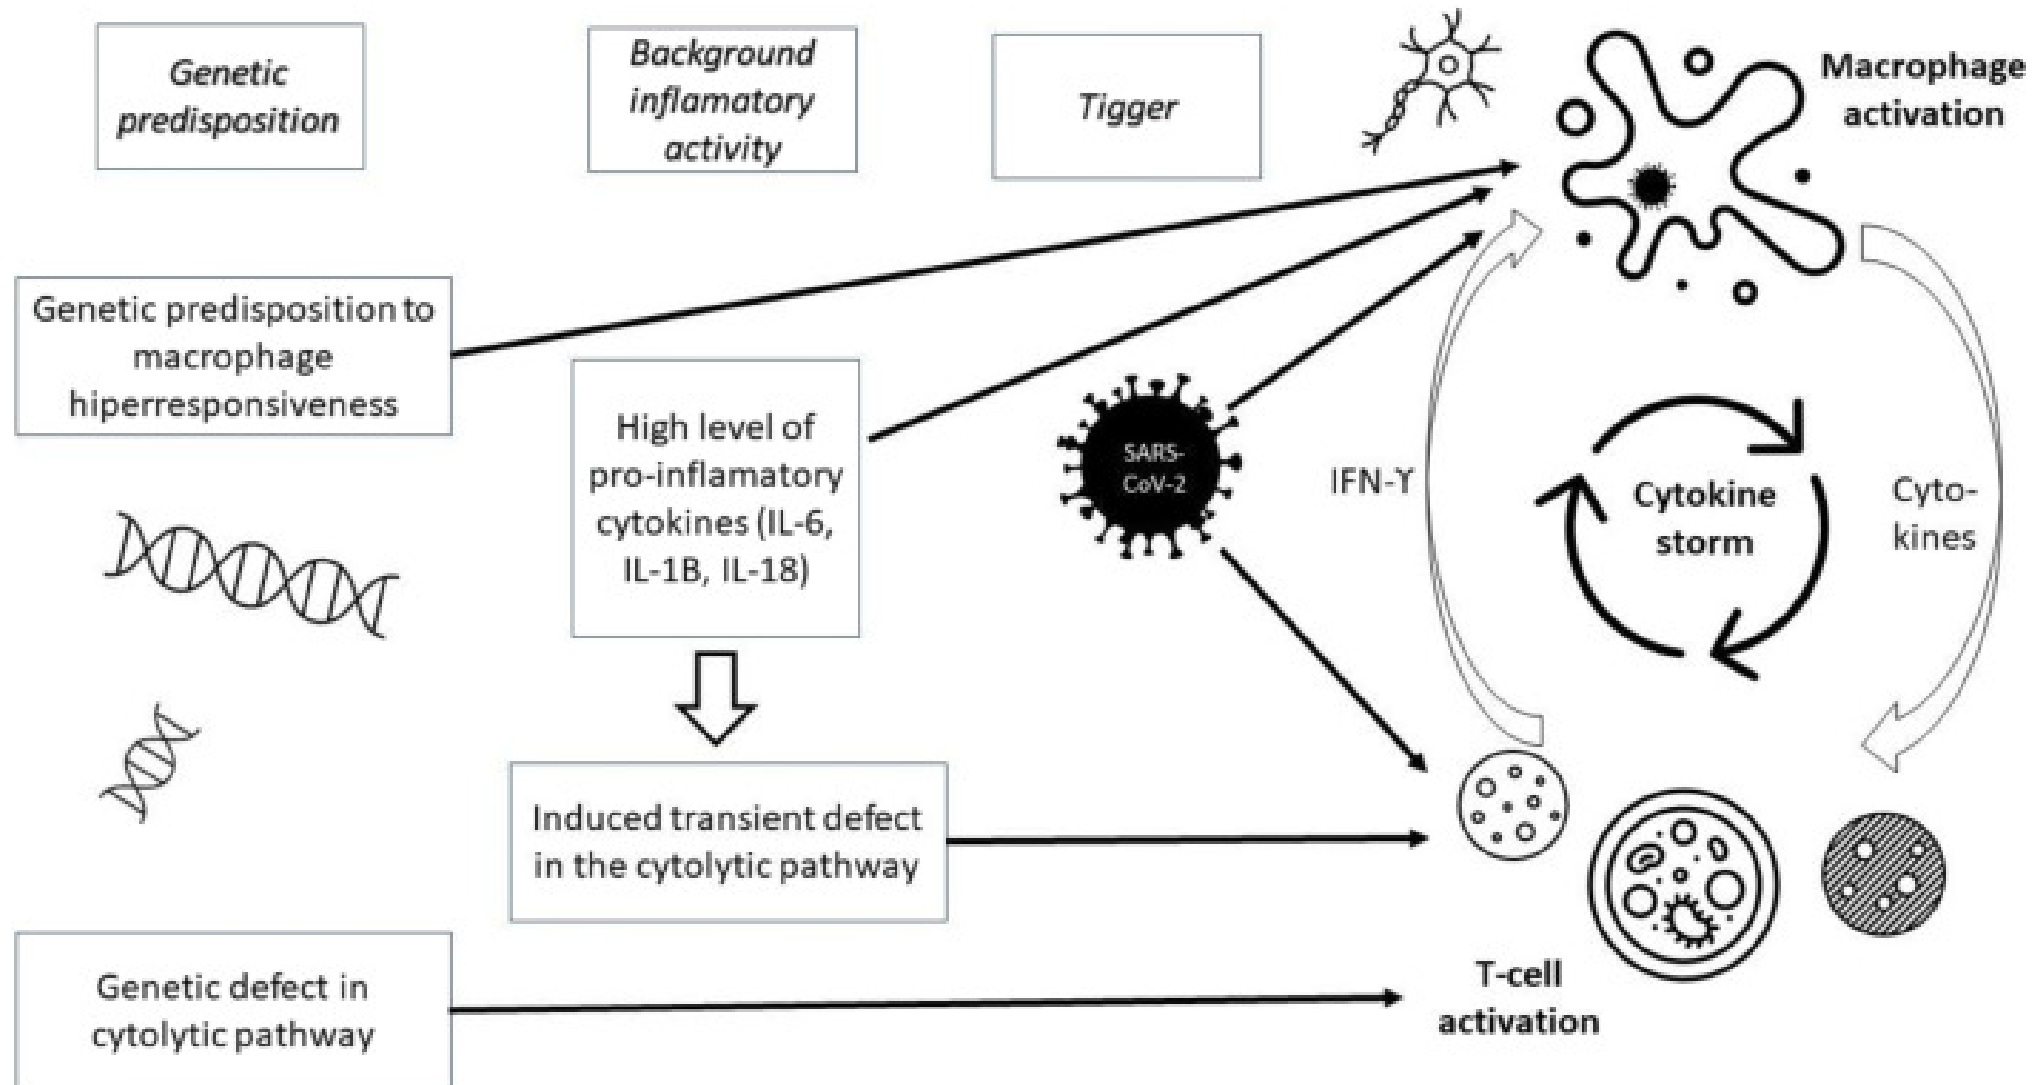 Genetic
predisposition
Background
inflamatory
activity
Tigger
Macrophage
activation
Genetic predisposition to
macrophage
hiperresponsiveness
High level of
pro-inflamatory
cytokines (IL-6,
IL-1B, IL-18)
SARS-
CoV-2
IFN-ϒ
Cytokine
storm
Cyto-
kines
Induced transient defect
in the cytolytic pathway
Genetic defect in
cytolytic pathway
T-cell
activation